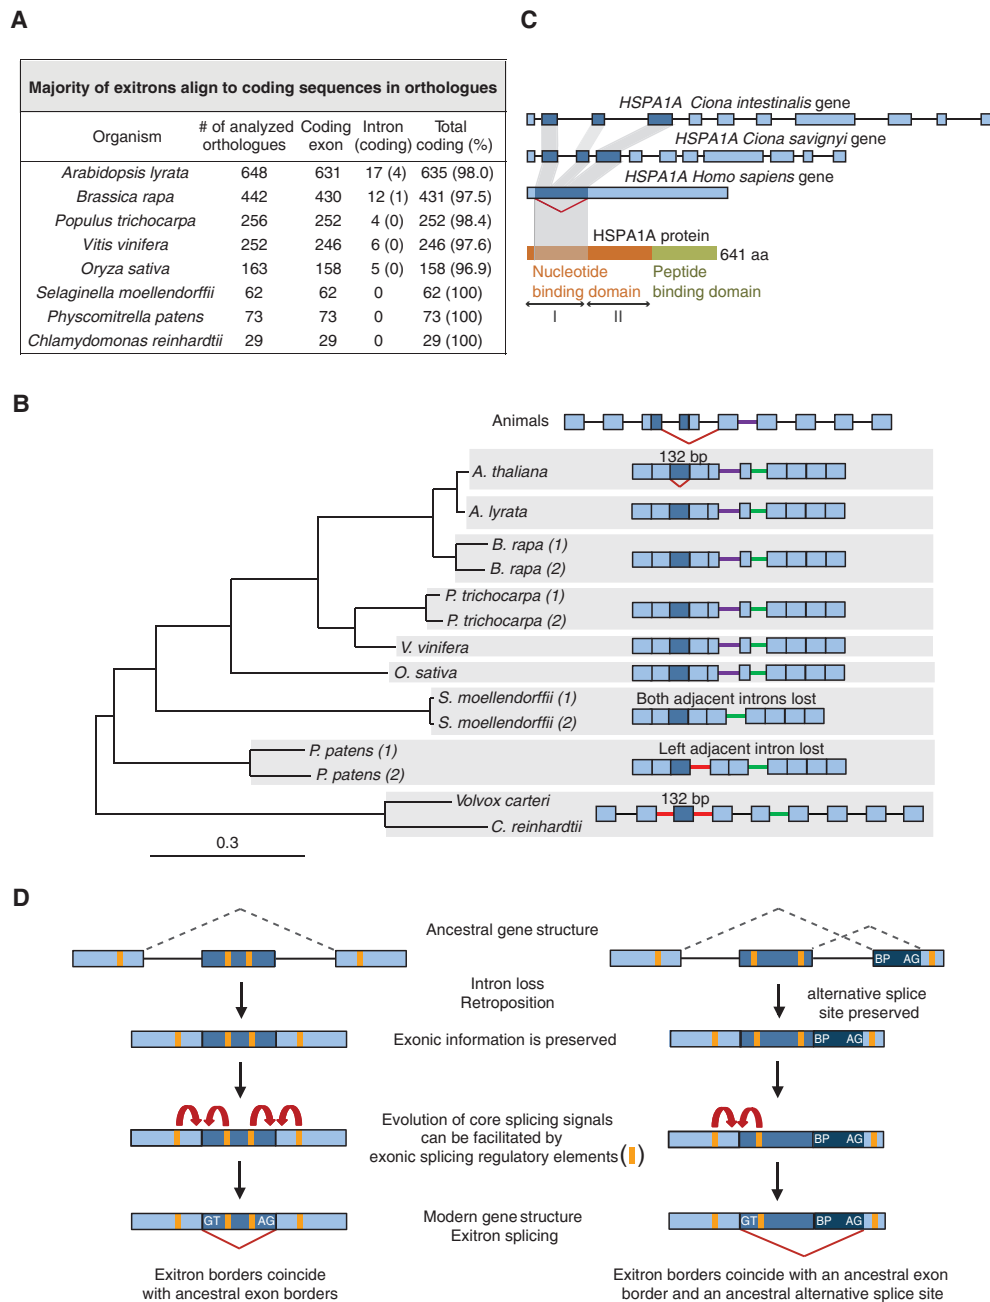 A
Majority of exitrons align to coding sequences in orthologues
Organism # of analyzed orthologues Coding exon Intron (coding) Total coding (%)
Arabidopsis lyrata 648 631 17 (4) 635 (98.0)
Brassica rapa 442 430 12 (1) 431 (97.5)
Populus trichocarpa 256 252 4 (0) 252 (98.4)
Vitis vinifera 252 246 6 (0) 246 (97.6)
Oryza sativa 163 158 5 (0) 158 (96.9)
Selaginella moellendorffii 62 62 0 62 (100)
Physcomitrella patens 73 73 0 73 (100)
Chlamydomonas reinhardtii 29 29 0 29 (100)
C
HSPA1A Ciona intestinalis gene
HSPA1A Ciona savignyi gene
HSPA1A Homo sapiens gene
HSPA1A protein
641 aa
Nucleotide binding domain
Peptide binding domain
I II
B
Animals
132 bp
A. thaliana
A. lyrata
B. rapa (1)
B. rapa (2)
P. trichocarpa (1)
P. trichocarpa (2)
V. vinifera
O. sativa
S. moellendorffii (1)
Both adjacent introns lost
S. moellendorffii (2)
P. patens (1)
Left adjacent intron lost
P. patens (2)
Volvox carteri
132 bp
C. reinhardtii
0.3
D
Ancestral gene structure
BP AG
Intron loss
Retroposition
alternative splice
site preserved
Exonic information is preserved
BP AG
Evolution of core splicing signals
can be facilitated by
exonic splicing regulatory elements ( )
BP AG
GT AG
Modern gene structure
Exitron splicing
GT BP AG
Exitron borders coincide
with ancestral exon borders
Exitron borders coincide with an ancestral exon
border and an ancestral alternative splice site